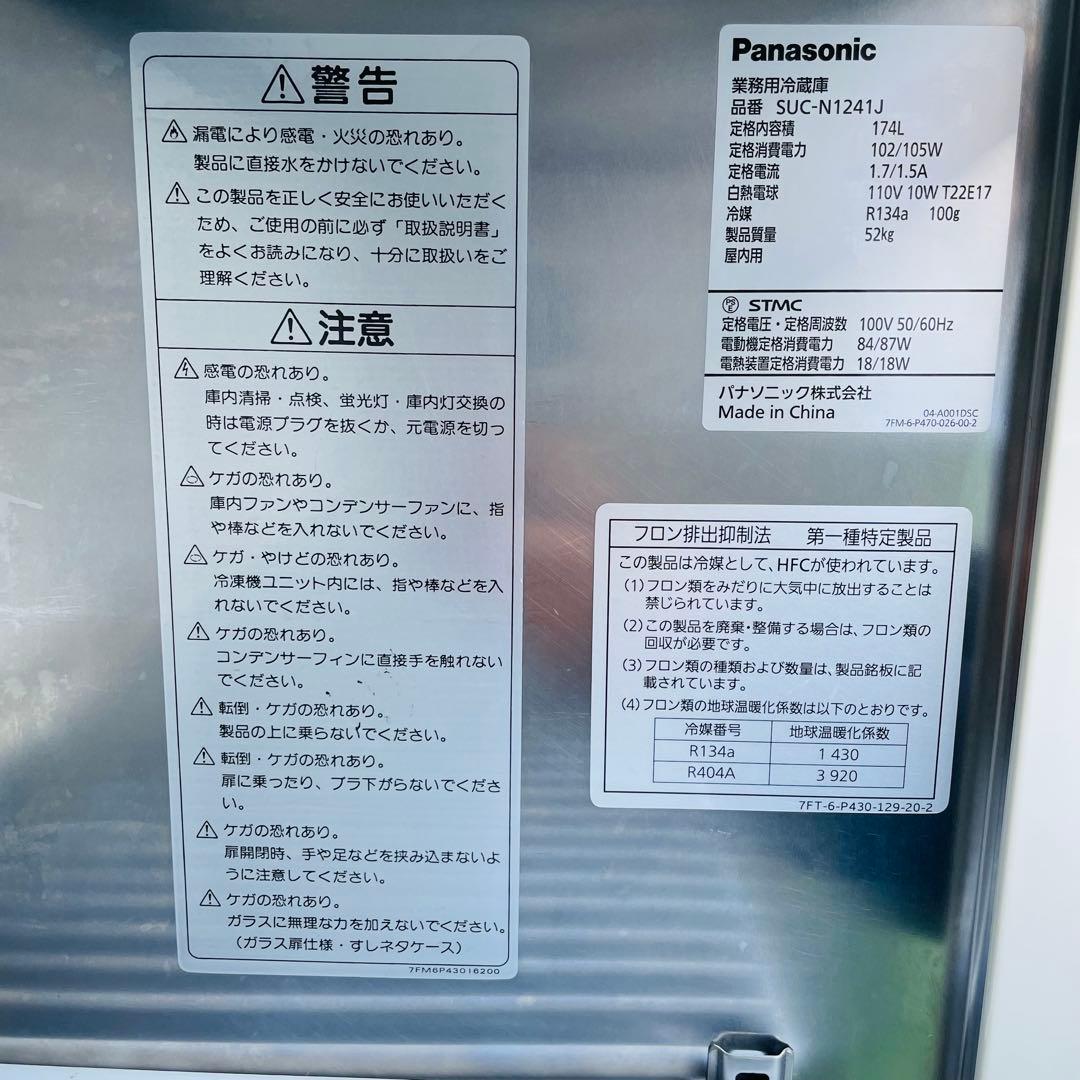 警告
漏電により感電・火災の恐れあり。
製品に直接水をかけないでください。
この製品を正しく安全にお使いいただく
ため、ご使用の前に必ず「取扱説明書」
をよくお読みになり、十分に取扱いをご
理解ください。
注意
感電の恐れあり。
庫内清掃・点検、蛍光灯・庫内灯交換の
時は電源プラグを抜くか、元電源を切っ
てください。
ケガの恐れあり。
庫内ファンやコンデンサーファンに、指
や棒などを入れないでください。
ケガ・やけどの恐れあり。
冷凍機ユニット内には、指や棒などを入
れないでください。
ケガの恐れあり。
コンデンサーフィンに直接手を触れない
でください。
転倒・ケガの恐れあり。
製品の上に乗らないでください。
転倒・ケガの恐れあり。
扉に乗ったり、ブラ下がらないでくださ
い。
ケガの恐れあり。
扉開閉時、手や足などを挟み込まないよ
うに注意してください。
ケガの恐れあり。
ガラスに無理な力を加えないでください。
(ガラス扉仕様・すしネタケース)
7FM6P43016200
Panasonic
業務用冷蔵庫
品番 SUC-N1241J
定格内容積 174L
定格消費電力 102/105W
定格電流 1.7/1.5A
白熱電球 110V 10W T22E17
冷媒 R134a 100g
製品質量 52kg
屋内用
PSE STMC
定格電圧・定格周波数 100V 50/60Hz
電動機定格消費電力 84/87W
電熱装置定格消費電力 18/18W
パナソニック株式会社
Made in China
04-A001DSC
7FM-6-P470-026-00-2
フロン排出抑制法 第一種特定製品
この製品は冷媒として、HFCが使われています。
(1)フロン類をみだりに大気中に放出することは
禁じられています。
(2)この製品を廃棄・整備する場合は、フロン類の
回収が必要です。
(3)フロン類の種類および数量は、製品銘板に記
載されています。
(4)フロン類の地球温暖化係数は以下のとおりです。
冷媒番号 地球温暖化係数
R134a 1 430
R404A 3 920
7FT-6-P430-129-20-2